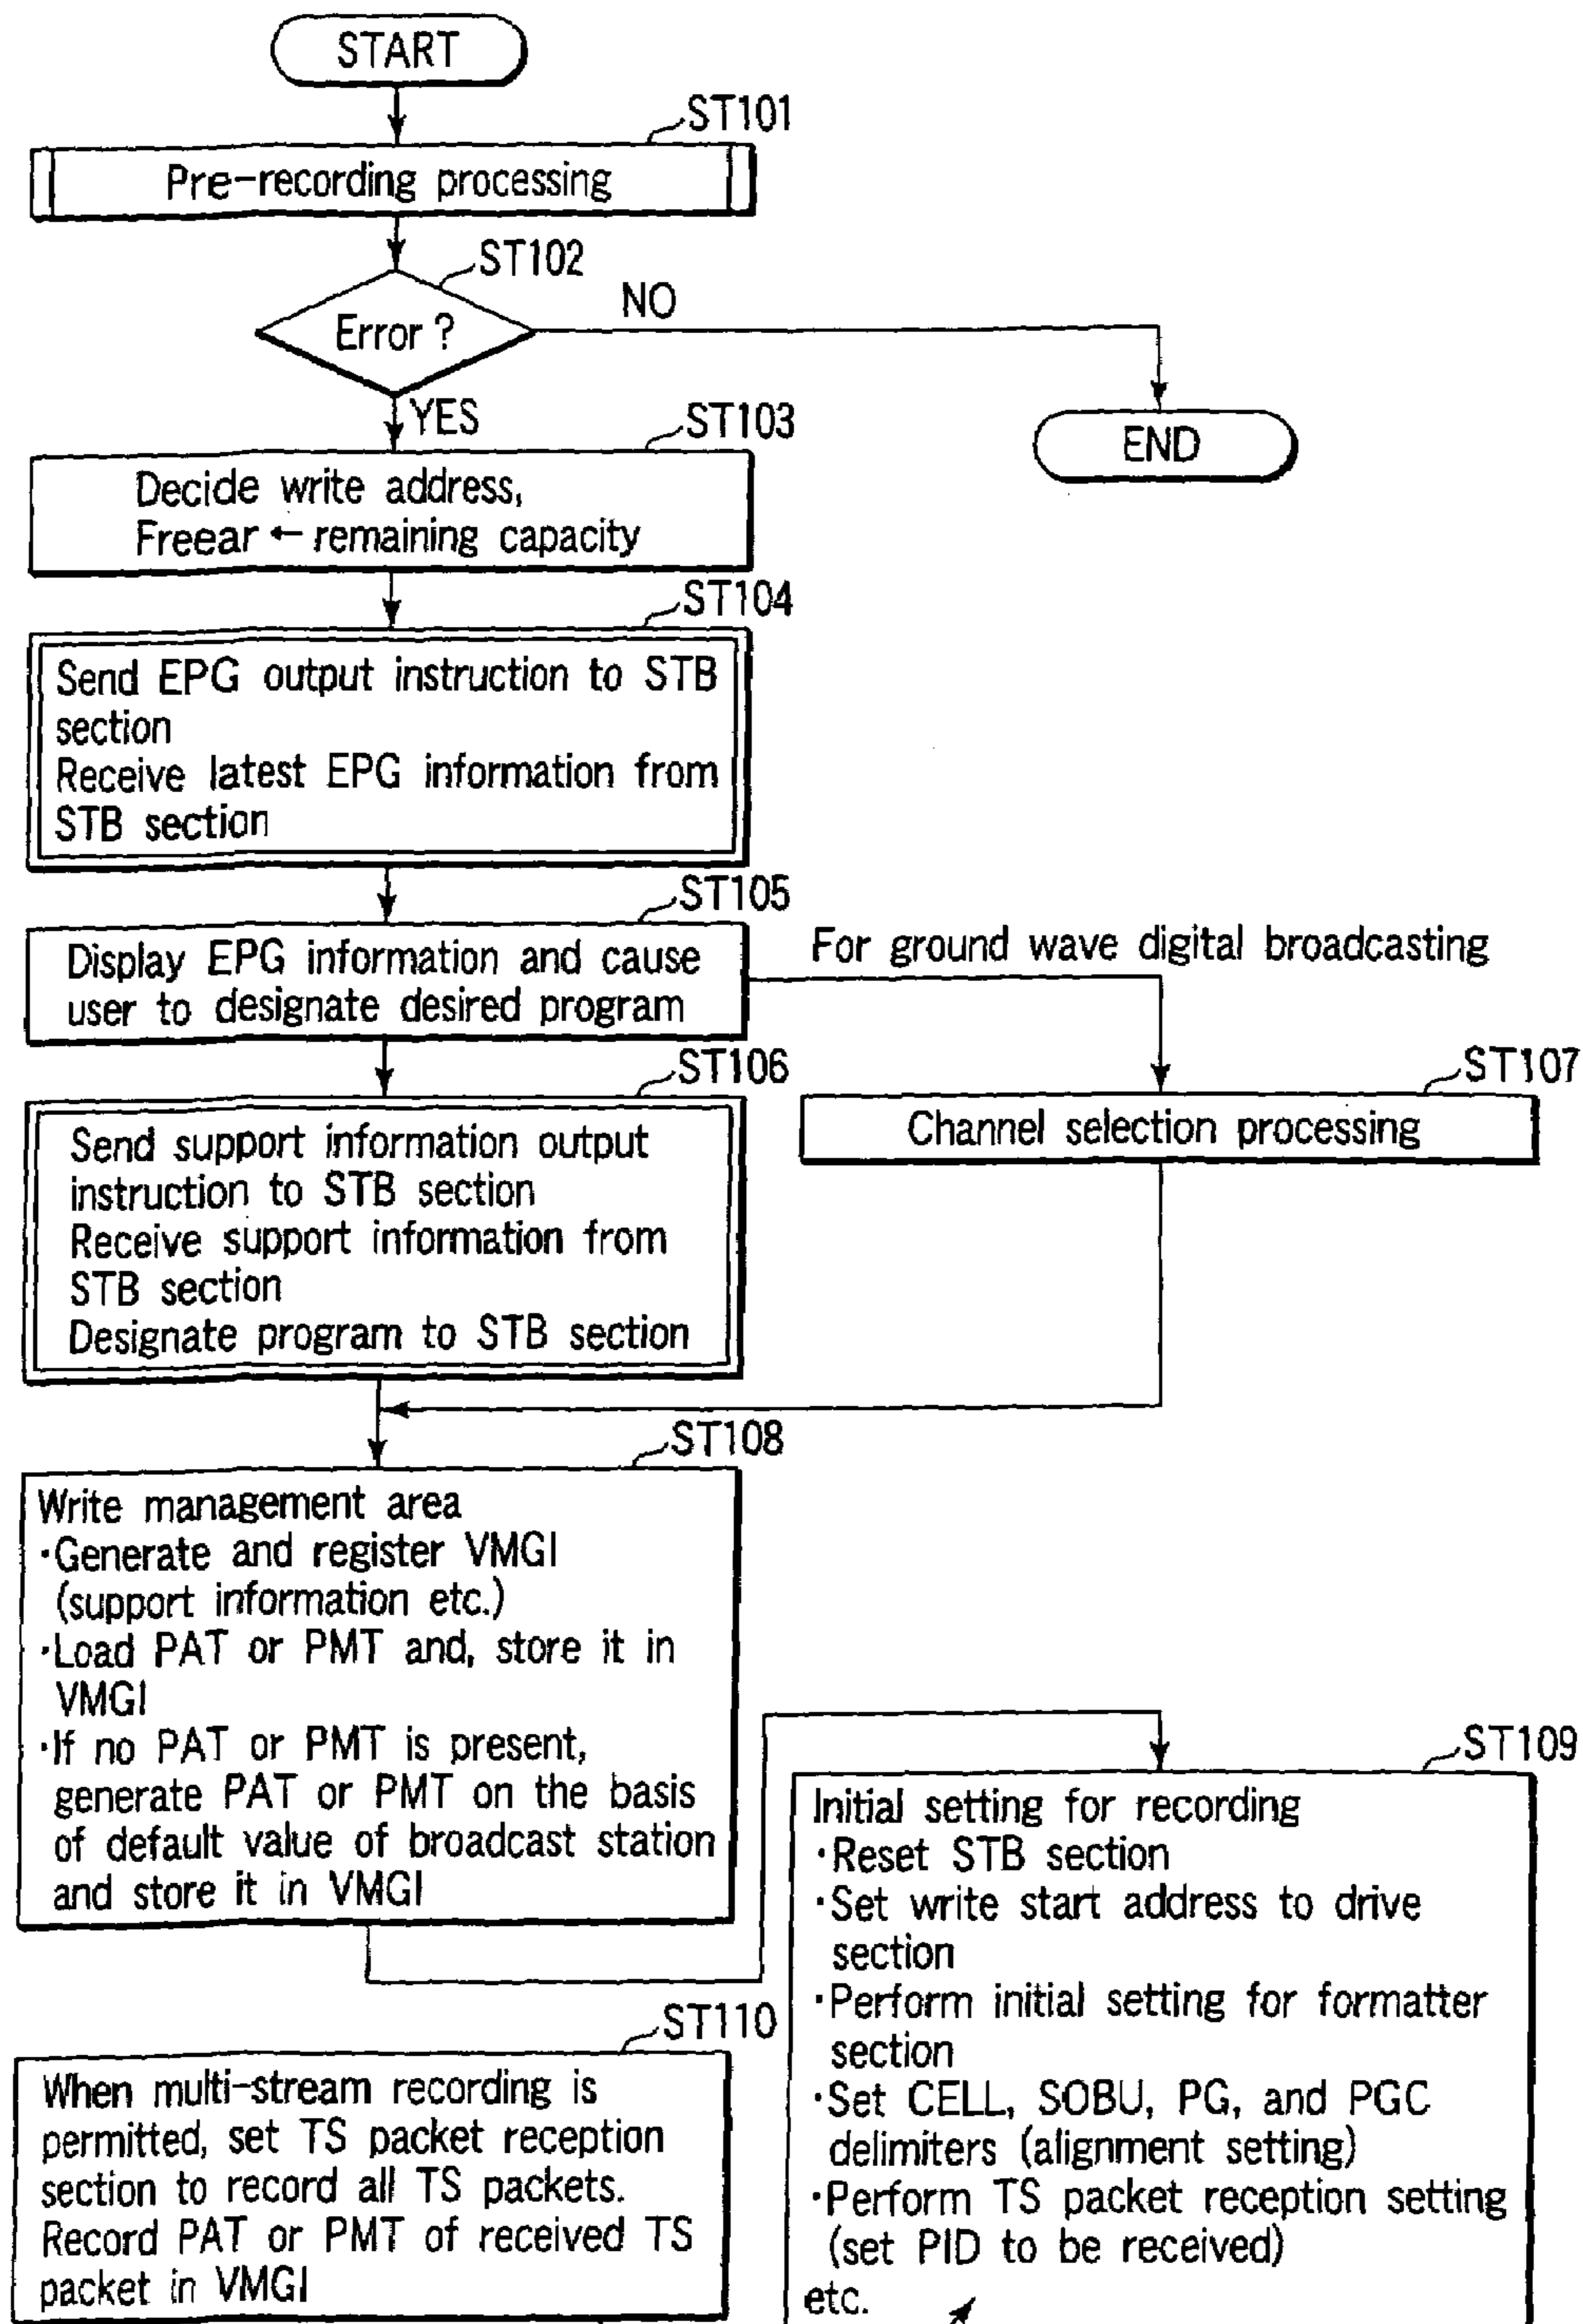 START
ST101
Pre-recording processing
ST102
Error ?
NO
YES
END
ST103
Decide write address,
Freear ← remaining capacity
ST104
Send EPG output instruction to STB
section
Receive latest EPG information from
STB section
ST105
Display EPG information and cause
user to designate desired program
For ground wave digital broadcasting
ST106
Send support information output
instruction to STB section
Receive support information from
STB section
Designate program to STB section
ST107
Channel selection processing
ST108
Write management area
·Generate and register VMGI
(support information etc.)
·Load PAT or PMT and, store it in
VMGI
·If no PAT or PMT is present,
generate PAT or PMT on the basis
of default value of broadcast station
and store it in VMGI
ST109
Initial setting for recording
·Reset STB section
·Set write start address to drive
section
·Perform initial setting for formatter
section
·Set CELL, SOBU, PG, and PGC
delimiters (alignment setting)
·Perform TS packet reception setting
(set PID to be received)
etc.
ST110
When multi-stream recording is
permitted, set TS packet reception
section to record all TS packets.
Record PAT or PMT of received TS
packet in VMGI